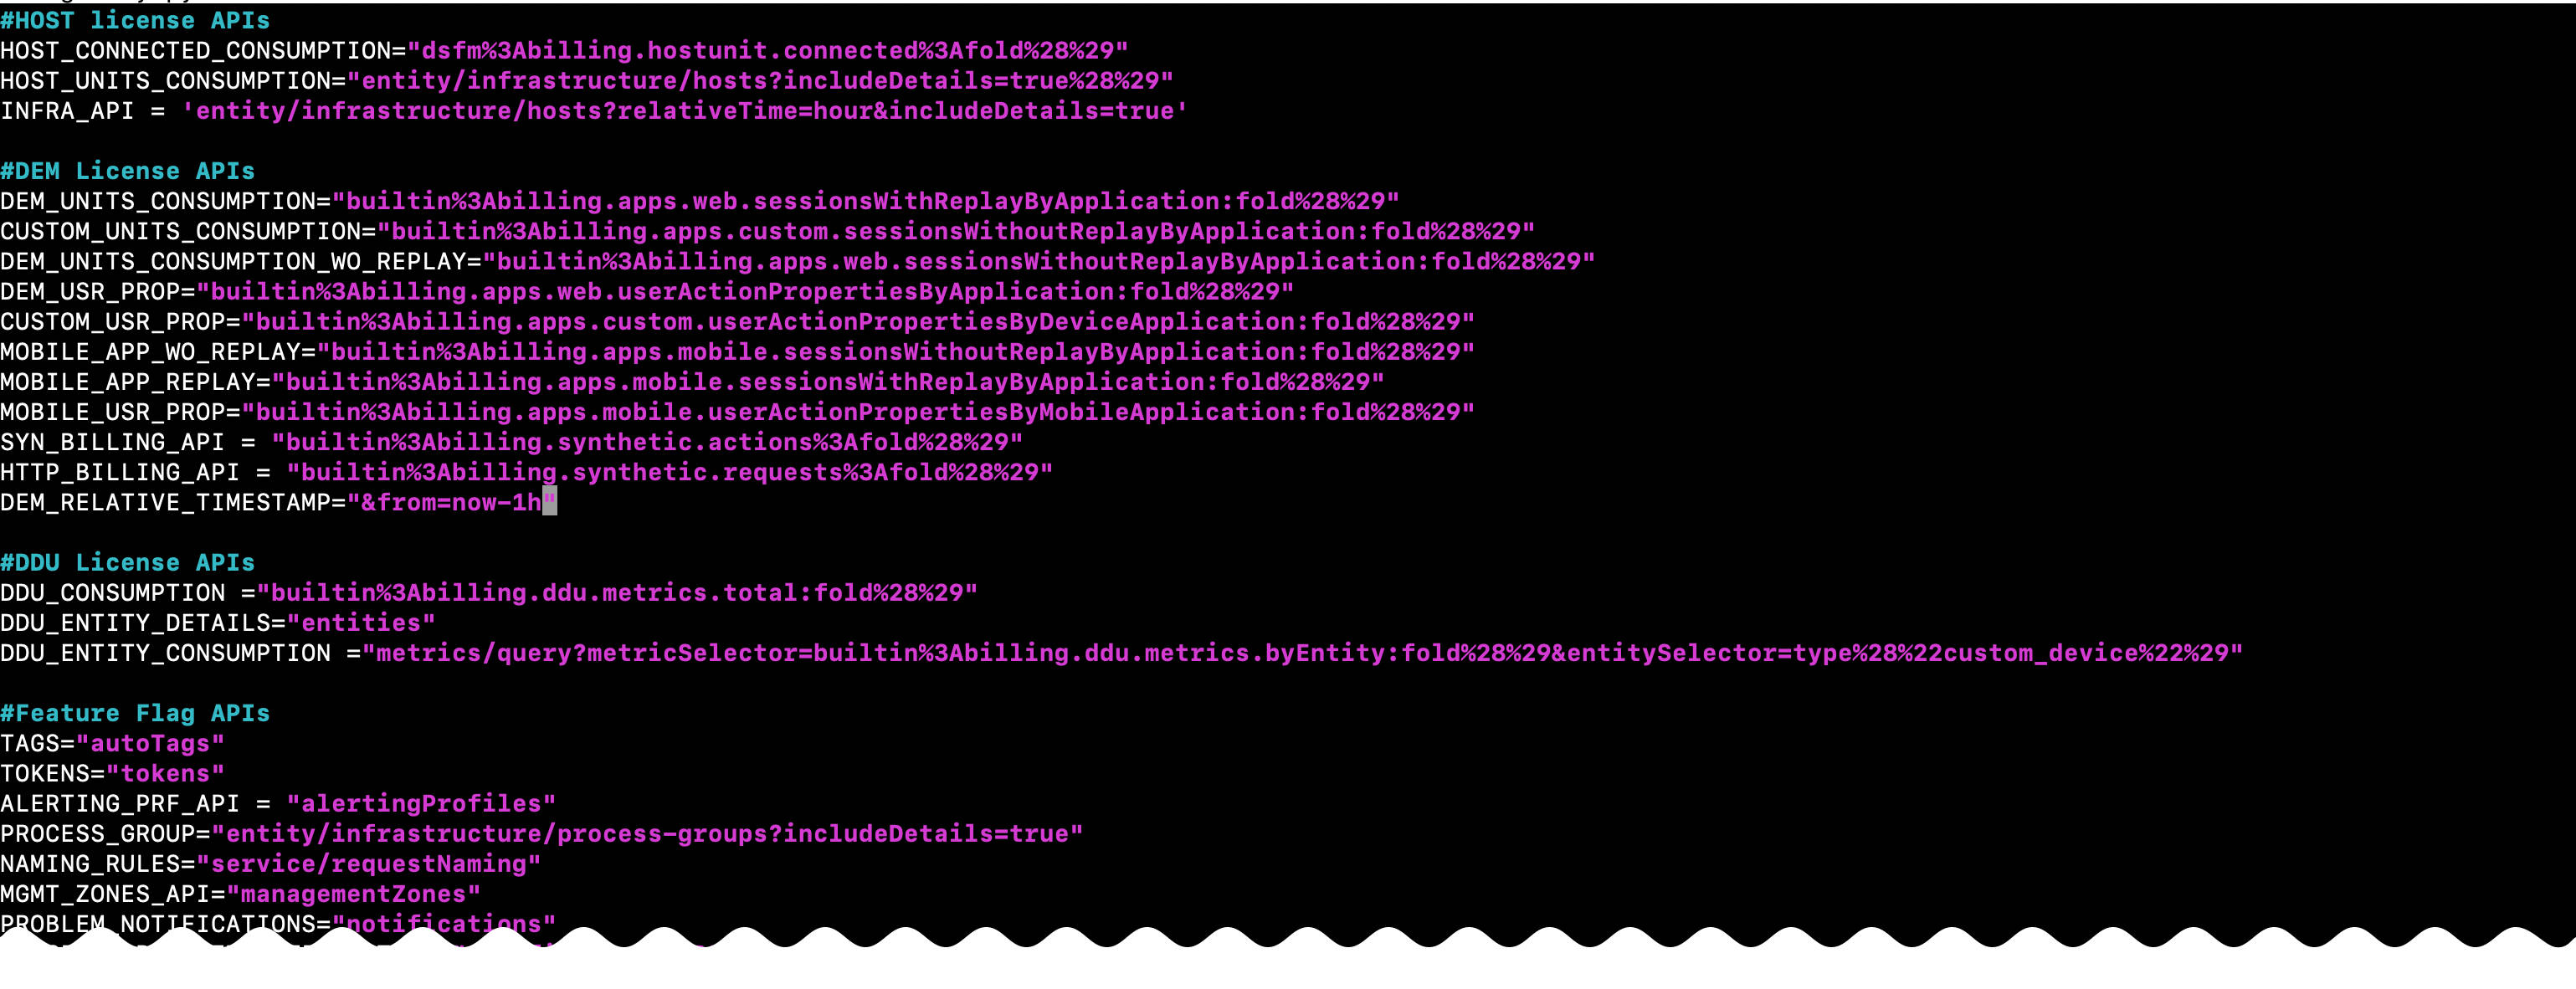 #HOST license APIs
HOST_CONNECTED_CONSUMPTION="dsfm%3Abilling.hostunit.connected%3Afold%28%29"
HOST_UNITS_CONSUMPTION="entity/infrastructure/hosts?includeDetails=true%28%29"
INFRA_API = 'entity/infrastructure/hosts?relativeTime=hour&includeDetails=true'
#DEM License APIs
DEM_UNITS_CONSUMPTION="builtin%3Abilling.apps.web.sessionsWithReplayByApplication:fold%28%29"
CUSTOM_UNITS_CONSUMPTION="builtin%3Abilling.apps.custom.sessionsWithoutReplayByApplication:fold%28%29"
DEM_UNITS_CONSUMPTION_WO_REPLAY="builtin%3Abilling.apps.web.sessionsWithoutReplayByApplication:fold%28%29"
DEM_USR_PROP="builtin%3Abilling.apps.web.userActionPropertiesByApplication:fold%28%29"
CUSTOM_USR_PROP="builtin%3Abilling.apps.custom.userActionPropertiesByDeviceApplication:fold%28%29"
MOBILE_APP_WO_REPLAY="builtin%3Abilling.apps.mobile.sessionsWithoutReplayByApplication:fold%28%29"
MOBILE_APP_REPLAY="builtin%3Abilling.apps.mobile.sessionsWithReplayByApplication:fold%28%29"
MOBILE_USR_PROP="builtin%3Abilling.apps.mobile.userActionPropertiesByMobileApplication:fold%28%29"
SYN_BILLING_API = "builtin%3Abilling.synthetic.actions%3Afold%28%29"
HTTP_BILLING_API = "builtin%3Abilling.synthetic.requests%3Afold%28%29"
DEM_RELATIVE_TIMESTAMP="&from=now-1h"
#DDU License APIs
DDU_CONSUMPTION ="builtin%3Abilling.ddu.metrics.total:fold%28%29"
DDU_ENTITY_DETAILS="entities"
DDU_ENTITY_CONSUMPTION ="metrics/query?metricSelector=builtin%3Abilling.ddu.metrics.byEntity:fold%28%29&entitySelector=type%28%22custom_device%22%29"
#Feature Flag APIs
TAGS="autoTags"
TOKENS="tokens"
ALERTING_PRF_API = "alertingProfiles"
PROCESS_GROUP="entity/infrastructure/process-groups?includeDetails=true"
NAMING_RULES="service/requestNaming"
MGMT_ZONES_API="managementZones"
PROBLEM_NOTIFICATIONS="notifications"